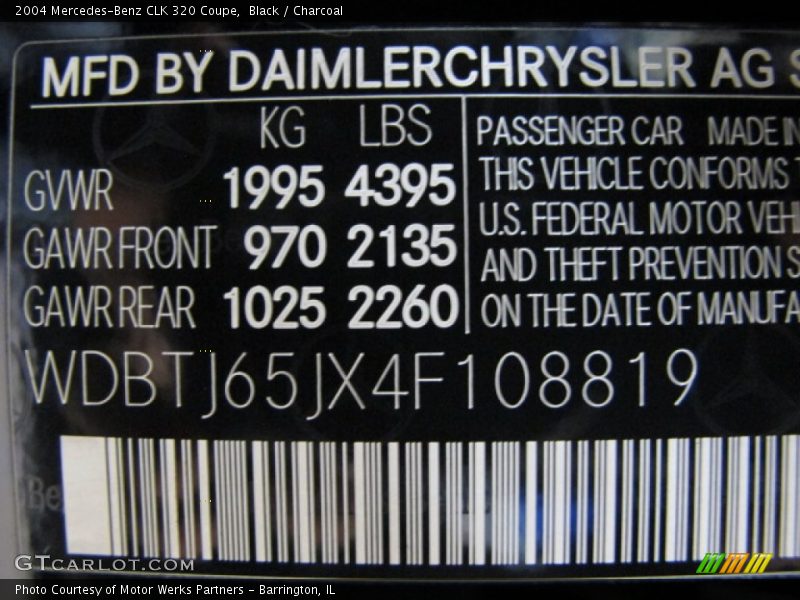 2004 Mercedes-Benz CLK 320 Coupe,  Black / Charcoal
MFD BY DAIMLERCHRYSLER AG S
KG LBS
GVWR 1995 4395
GAWR FRONT 970 2135
GAWR REAR 1025 2260
PASSENGER CAR MADE IN
THIS VEHICLE CONFORMS T
U.S. FEDERAL MOTOR VEHI
AND THEFT PREVENTION S
ON THE DATE OF MANUFA
WDBTJ65JX4F108819
GTCARLOT.COM
Photo Courtesy of Motor Werks Partners - Barrington, IL